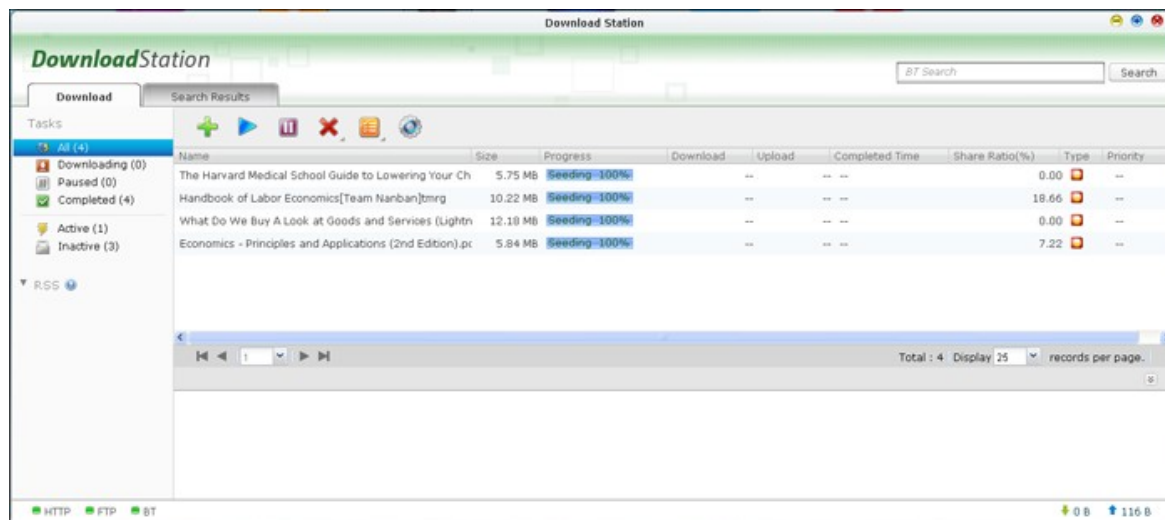 Download Station
DownloadStation
BT Search
Search
Download
Search Results
Tasks
All (4)
Downloading (0)
Paused (0)
Completed (4)
Active (1)
Inactive (3)
RSS
Name Size Progress Download Upload Completed Time Share Ratio(%) Type Priority
The Harvard Medical School Guide to Lowering Your Ch 5.75 MB Seeding 100% -- -- -- 0.00 --
Handbook of Labor Economics[Team Nanban]tmrg 10.22 MB Seeding 100% -- -- -- 18.66 --
What Do We Buy A Look at Goods and Services (Lightn 12.18 MB Seeding 100% -- -- -- 0.00 --
Economics - Principles and Applications (2nd Edition).pc 5.84 MB Seeding 100% -- -- -- 7.22 --
1
Total : 4 Display 25 records per page.
HTTP FTP BT
0 B 116 B